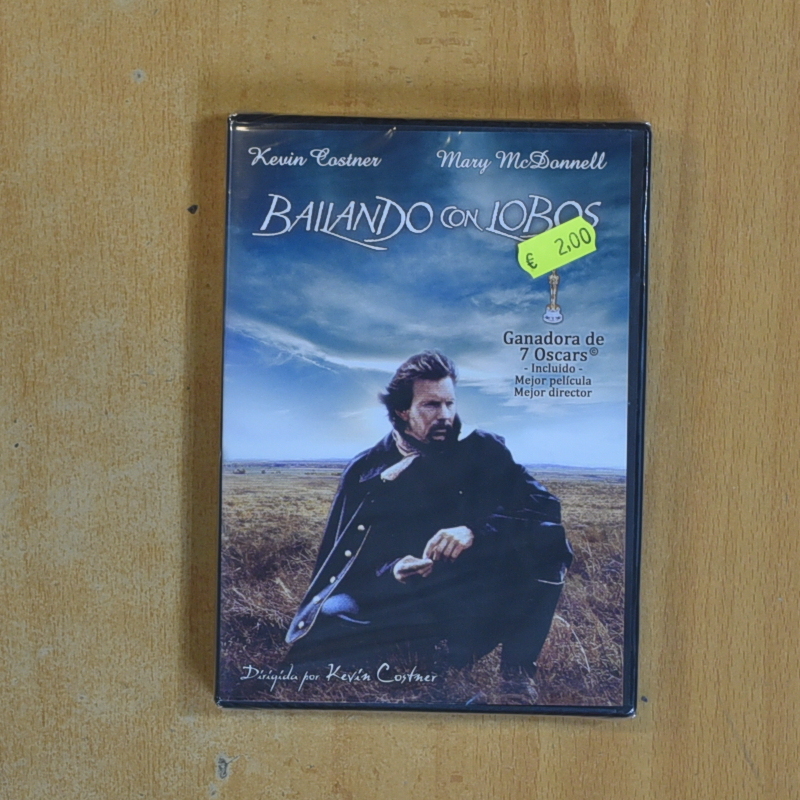 Kevin Costner Mary McDonnell
BAILANDO CON LOBOS
€ 2,00
Ganadora de
7 Oscars©
- Incluido -
Mejor película
Mejor director
Dirigida por Kevin Costner